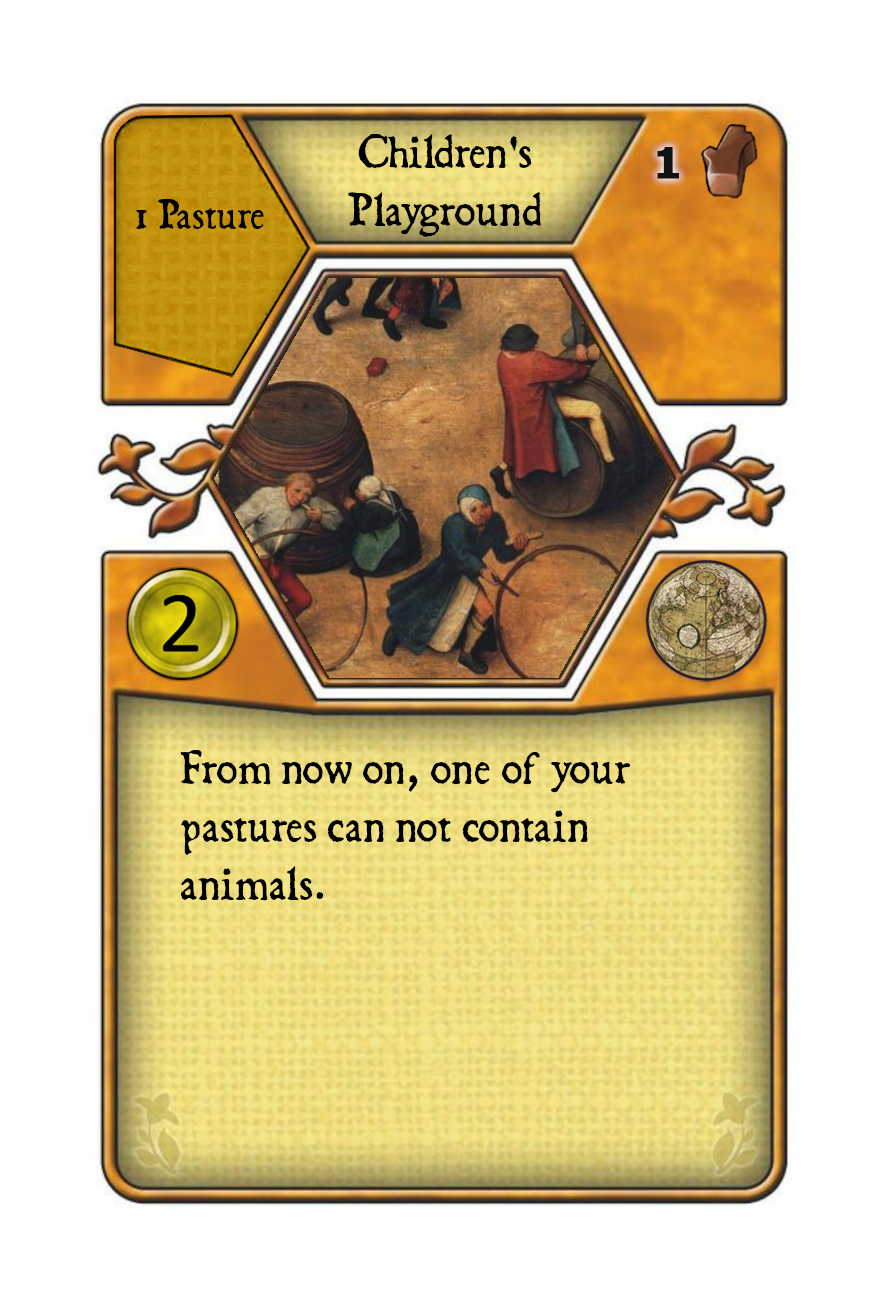 Children's
Playground
1
1 Pasture
2
From now on, one of your
pastures can not contain
animals.